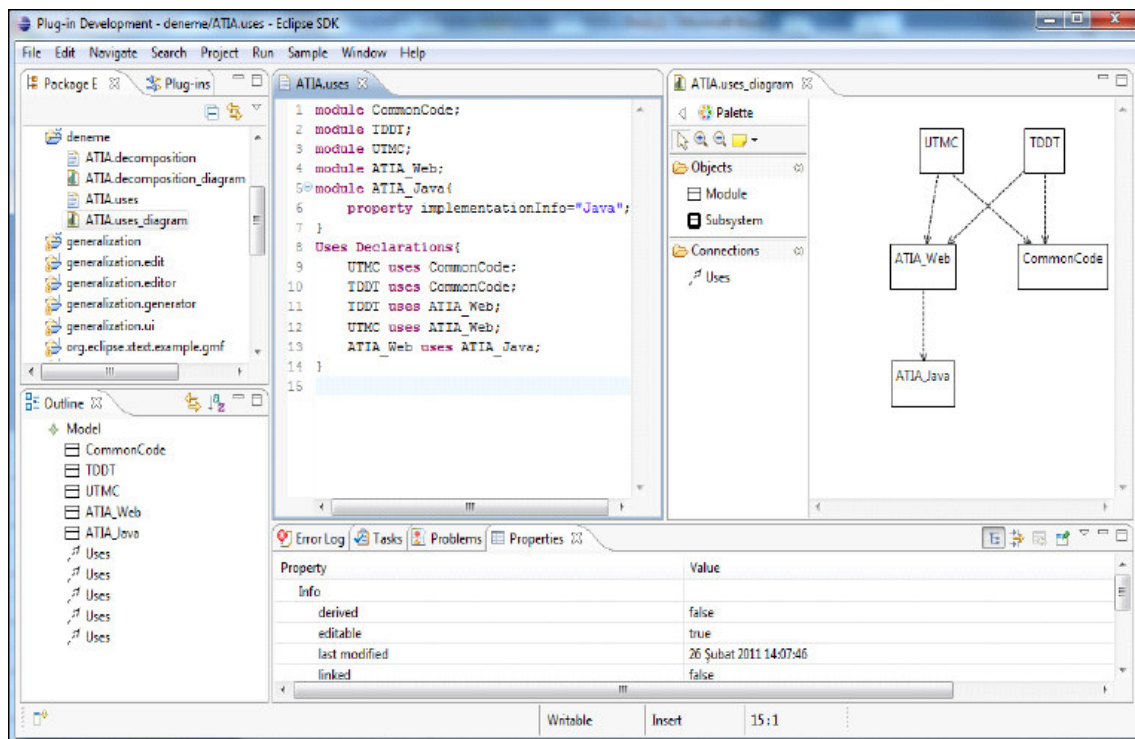 Plug-in Development - deneme/ATIA.uses - Eclipse SDK
File Edit Navigate Search Project Run Sample Window Help
Package E
Plug-ins
deneme
ATIA.decomposition
ATIA.decomposition_diagram
ATIA.uses
ATIA.uses_diagram
generalization
generalization.edit
generalization.editor
generalization.generator
generalization.ui
org.eclipse.xtext.example.gmf
Outline
Model
CommonCode
TDDT
UTMC
ATIA_Web
ATIA_Java
Uses
Uses
Uses
Uses
Uses
ATIA.uses
1 module CommonCode;
2 module TDDT;
3 module UTMC;
4 module ATIA_Web;
5 module ATIA_Java{
6 property implementationInfo="Java";
7 }
8 Uses Declarations{
9 UTMC uses CommonCode;
10 TDDT uses CommonCode;
11 TDDT uses ATIA_Web;
12 UTMC uses ATIA_Web;
13 ATIA_Web uses ATIA_Java;
14 }
15
ATIA.uses_diagram
Palette
Objects
Module
Subsystem
Connections
Uses
UTMC
TDDT
ATIA_Web
CommonCode
ATIA_Java
Error Log
Tasks
Problems
Properties
Property Value
Info
derived false
editable true
last modified 26 Şubat 2011 14:07:46
linked false
Writable Insert 15:1